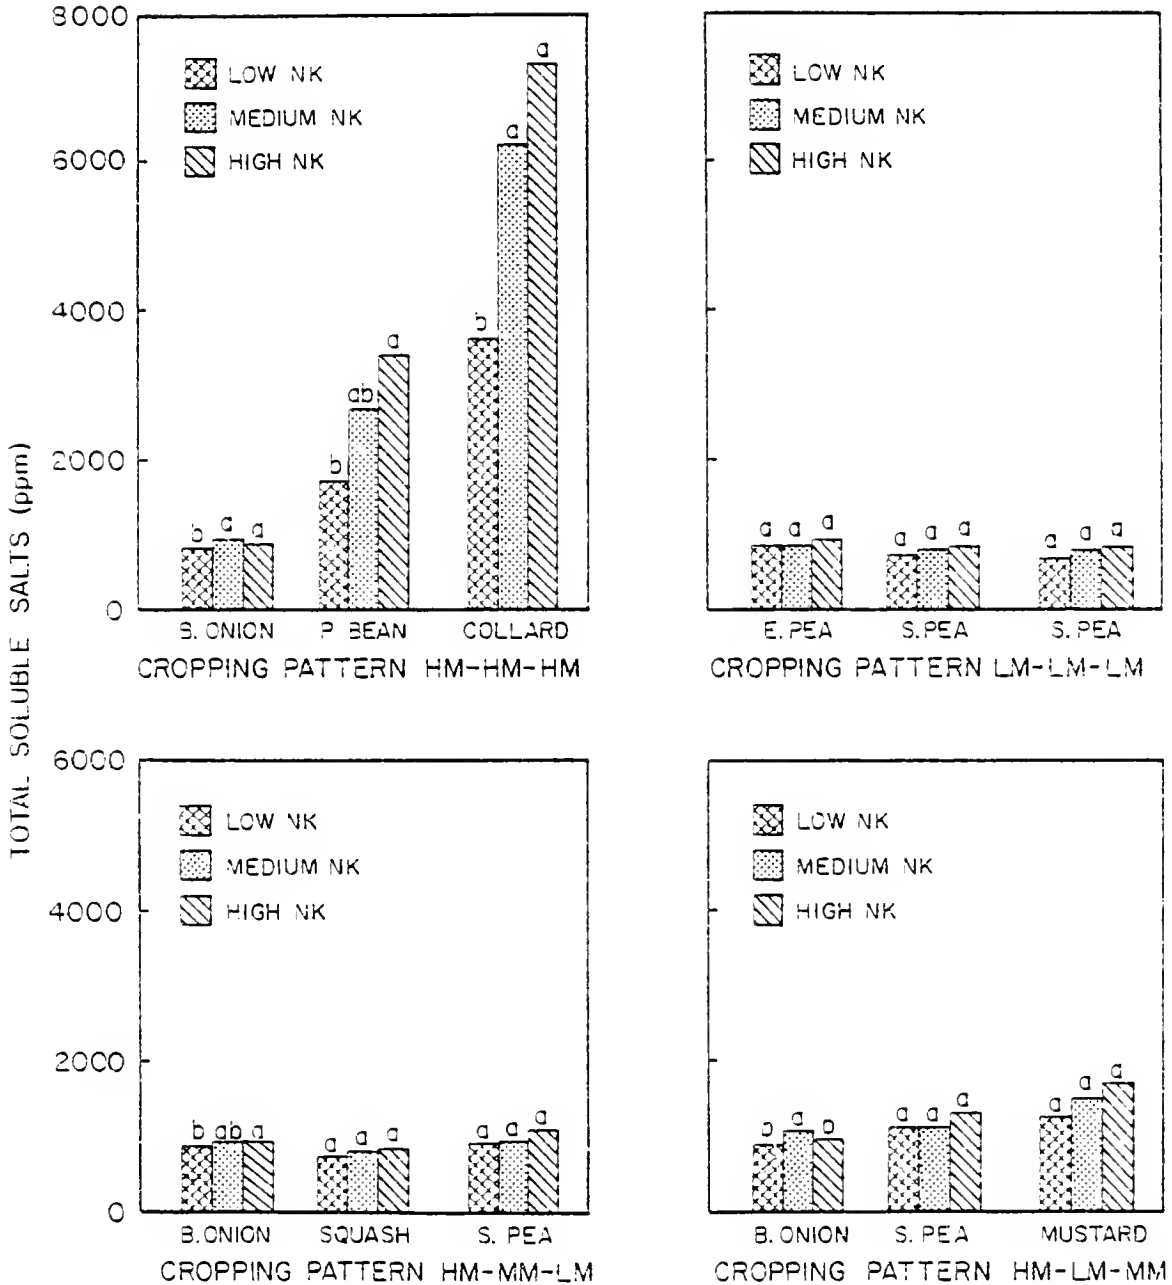 TOTAL SOLUBLE SALTS (ppm)
8000
6000
4000
2000
0
LOW NK
MEDIUM NK
HIGH NK
b a a
b ab a
b a a
S. ONION P. BEAN COLLARD
CROPPING PATTERN HM-HM-HM
LOW NK
MEDIUM NK
HIGH NK
a a a
a a a
a a a
E. PEA S. PEA S. PEA
CROPPING PATTERN LM-LM-LM
6000
4000
2000
0
LOW NK
MEDIUM NK
HIGH NK
b ab a
a a a
a a a
B. ONION SQUASH S. PEA
CROPPING PATTERN HM-MM-LM
LOW NK
MEDIUM NK
HIGH NK
b a b
a a a
a a a
B. ONION S. PEA MUSTARD
CROPPING PATTERN HM-LM-MM